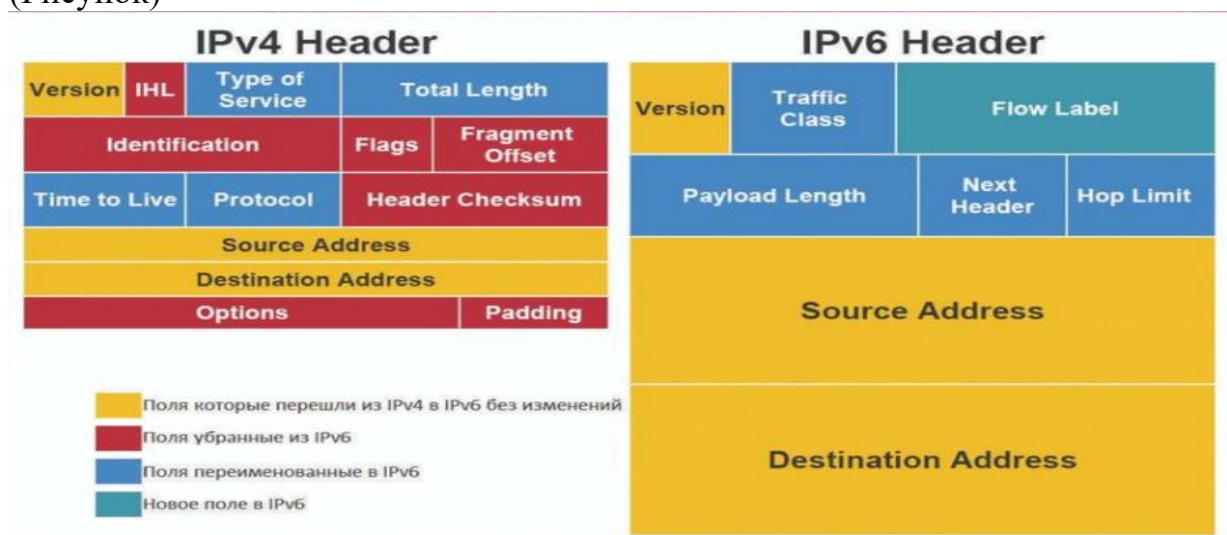 (Рисунок)
IPv4 Header
Version IHL Type of Service Total Length
Identification Flags Fragment Offset
Time to Live Protocol Header Checksum
Source Address
Destination Address
Options Padding
IPv6 Header
Version Traffic Class Flow Label
Payload Length Next Header Hop Limit
Source Address
Destination Address
Поля которые перешли из IPv4 в IPv6 без изменений
Поля убранные из IPv6
Поля переименованные в IPv6
Новое поле в IPv6